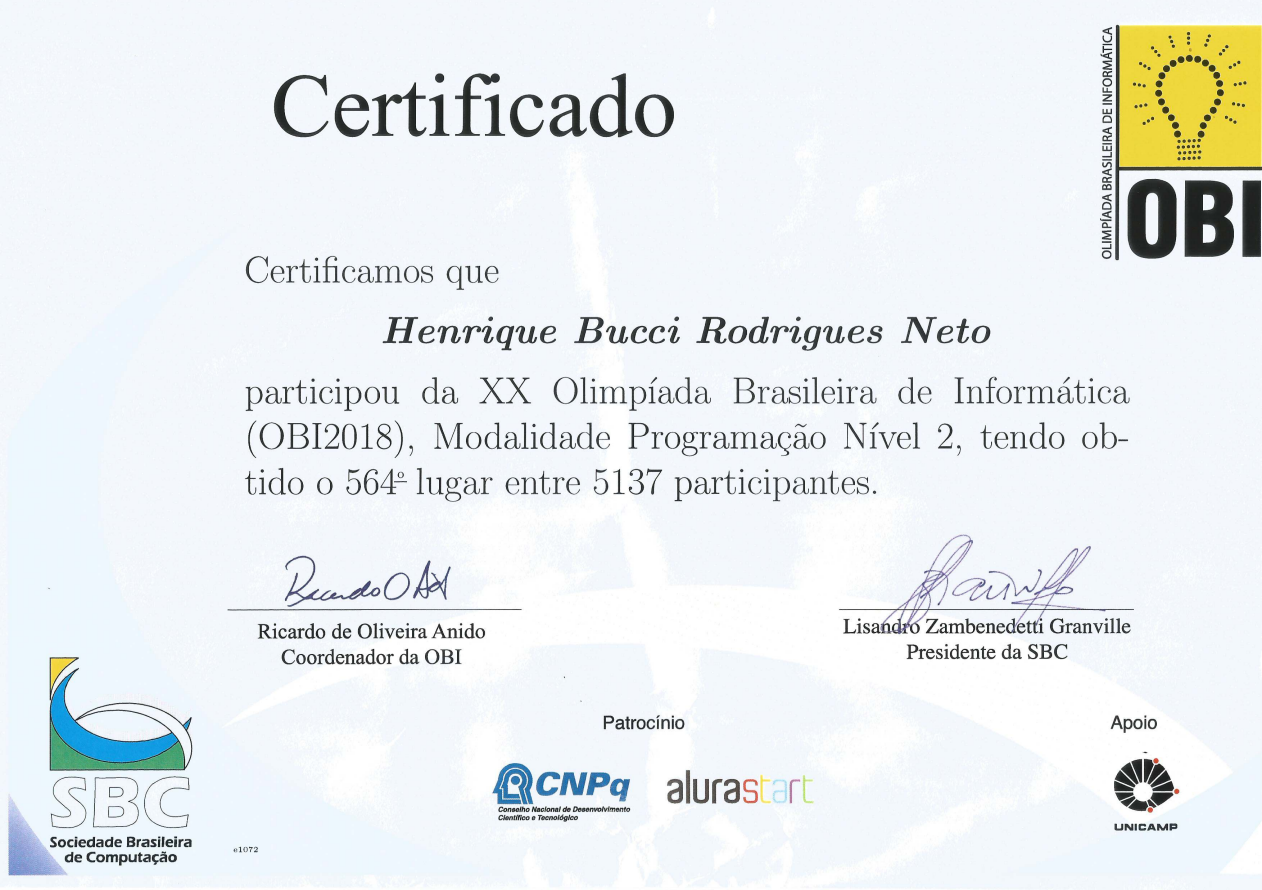 Certificado
OLIMPÍADA BRASILEIRA DE INFORMÁTICA
OBI
Certificamos que
Henrique Bucci Rodrigues Neto
participou da XX Olimpíada Brasileira de Informática
(OBI2018), Modalidade Programação Nível 2, tendo ob-
tido o 564º lugar entre 5137 participantes.
Ricardo de Oliveira Anido
Coordenador da OBI
Lisandro Zambenedetti Granville
Presidente da SBC
Patrocínio
Apoio
CNPq
Conselho Nacional de Desenvolvimento
Científico e Tecnológico
alurastart
UNICAMP
SBC
Sociedade Brasileira
de Computação
e1072